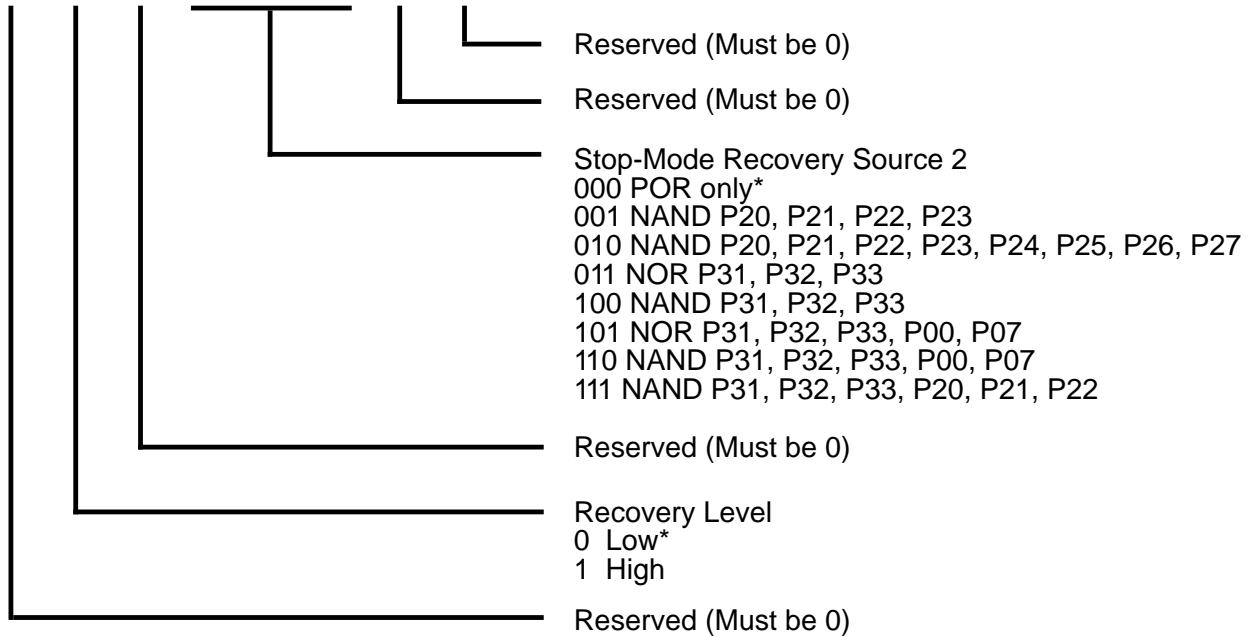 Reserved (Must be 0)
Reserved (Must be 0)
Stop-Mode Recovery Source 2
000 POR only*
001 NAND P20, P21, P22, P23
010 NAND P20, P21, P22, P23, P24, P25, P26, P27
011 NOR P31, P32, P33
100 NAND P31, P32, P33
101 NOR P31, P32, P33, P00, P07
110 NAND P31, P32, P33, P00, P07
111 NAND P31, P32, P33, P20, P21, P22
Reserved (Must be 0)
Recovery Level
0 Low*
1 High
Reserved (Must be 0)